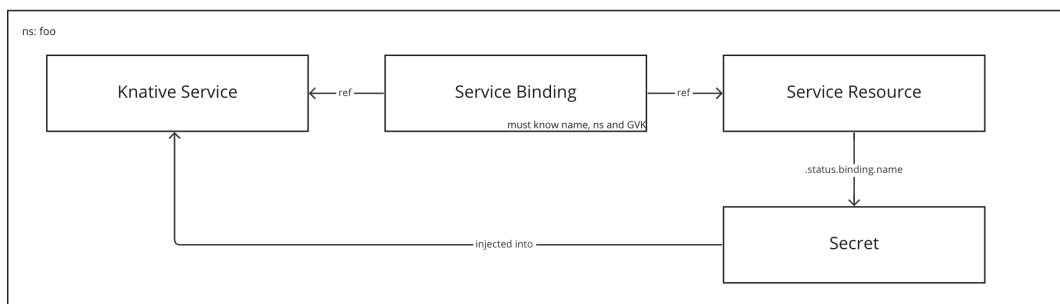 ns: foo
Knative Service
ref
Service Binding
must know name, ns and GVK
ref
Service Resource
.status.binding.name
injected into
Secret